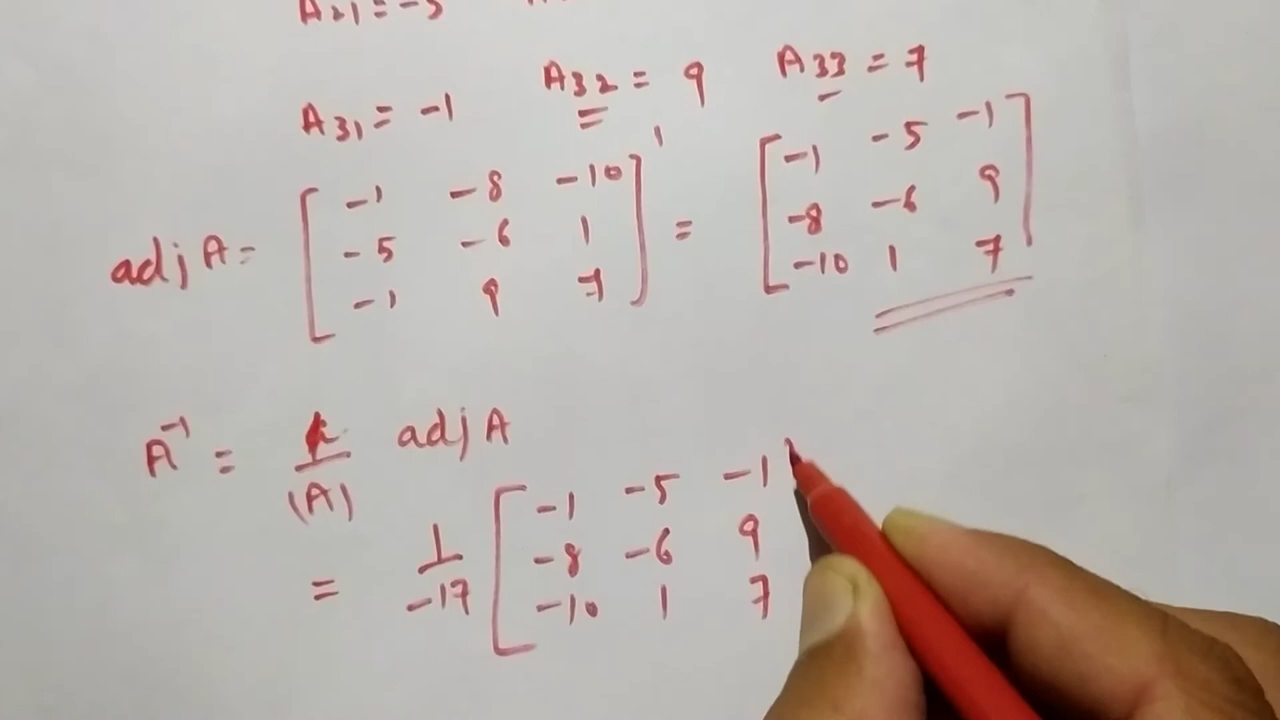 A21 = -5
A31 = -1 A32 = 9 A33 = 7
adj A = [ -1 -8 -10 ]' = [ -1 -5 -1 ]
-5 -6 1 -8 -6 9
-1 9 7 -10 1 7
A⁻¹ = 1/(A) adj A
= 1/-17 [ -1 -5 -1
-8 -6 9
-10 1 7